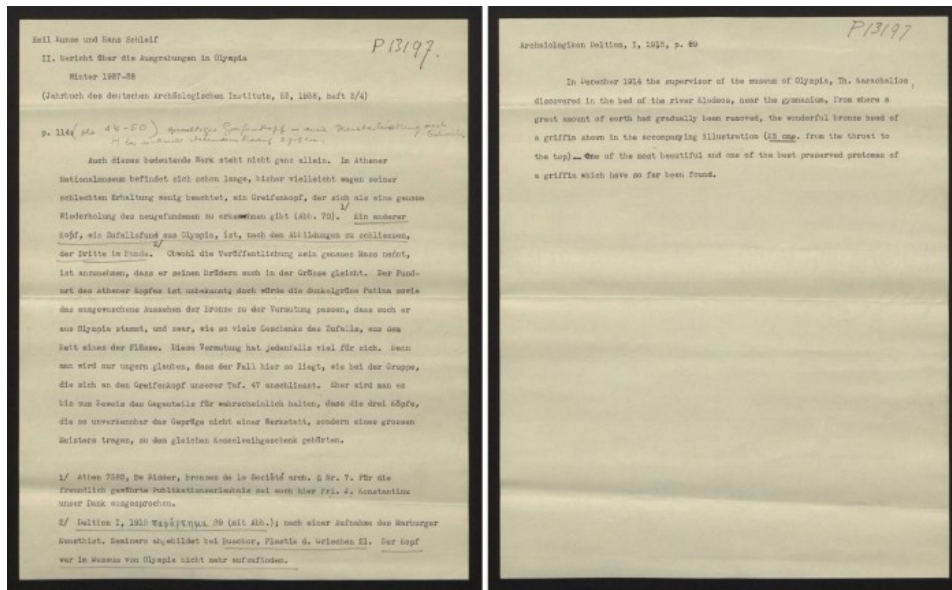 Emil Kunze und Hans Schleif
P 13197.
II. Bericht über die Ausgrabungen in Olympia
Winter 1937-38
(Jahrbuch des deutschen Archäologischen Instituts, 53, 1938, heft 3/4)
p. 114
Auch dieses bedeutende Werk steht nicht ganz allein. Im Athener
Nationalmuseum befindet sich schon lange, bisher vielleicht wegen seiner
schlechten Erhaltung wenig beachtet, ein Greifenkopf, der sich als eine genaue
Wiederholung des neugefundenen zu erkennen gibt (Abb. 70). 1/ Ein anderer
Kopf, ein Zufallsfund aus Olympia, ist, nach den Abbildungen zu schliessen,
der Dritte im Bunde. 2/ Obwohl die Veröffentlichung kein genaues Mass nennt,
ist anzunehmen, dass er seinen Brüdern auch in der Grösse gleicht. Der Fund-
ort des Athener Kopfes ist unbekannt; doch würde die dunkelgrüne Patina sowie
das ausgewaschene Aussehen der Bronze zu der Vermutung passen, dass auch er
aus Olympia stammt, und zwar, wie so viele Geschenke des Zufalls, aus dem
Bett eines der Flüsse. Diese Vermutung hat jedenfalls viel für sich. Denn
man wird nur ungern glauben, dass der Fall hier so liegt, wie bei der Gruppe,
die sich an den Greifenkopf unserer Taf. 47 anschliesst. Eher wird man es
bis zum Beweis des Gegenteils für wahrscheinlich halten, dass die drei Köpfe,
die so unverkennbar das Gepräge nicht einer Werkstatt, sondern eines grossen
Meisters tragen, zu dem gleichen Kesselweihgeschenk gehörten.
1/ Athen 7582, De Ridder, bronzes de la Société arch. & Nr. 7. Für die
freundlich gewährte Publikationserlaubnis sei auch hier Frl. J. Konstantinu
unser Dank ausgesprochen.
2/ Deltion I, 1915 παράρτημα 89 (mit Abb.); nach einer Aufnahme des Marburger
Kunsthist. Seminars abgebildet bei Buschor, Plastik d. Griechen 21. Der Kopf
war im Museum von Olympia nicht mehr aufzufinden.
P13197
Archaiologikon Deltion, I, 1915, p. 89
In December 1914 the supervisor of the museum of Olympia, Th. Karachalios
discovered in the bed of the river Kladeos, near the gymnasium, from where a
great amount of earth had gradually been removed, the wonderful bronze head of
a griffin shown in the accompanying illustration (25 cms. from the throat to
the top) - One of the most beautiful and one of the best preserved protomes of
a griffin which have so far been found.